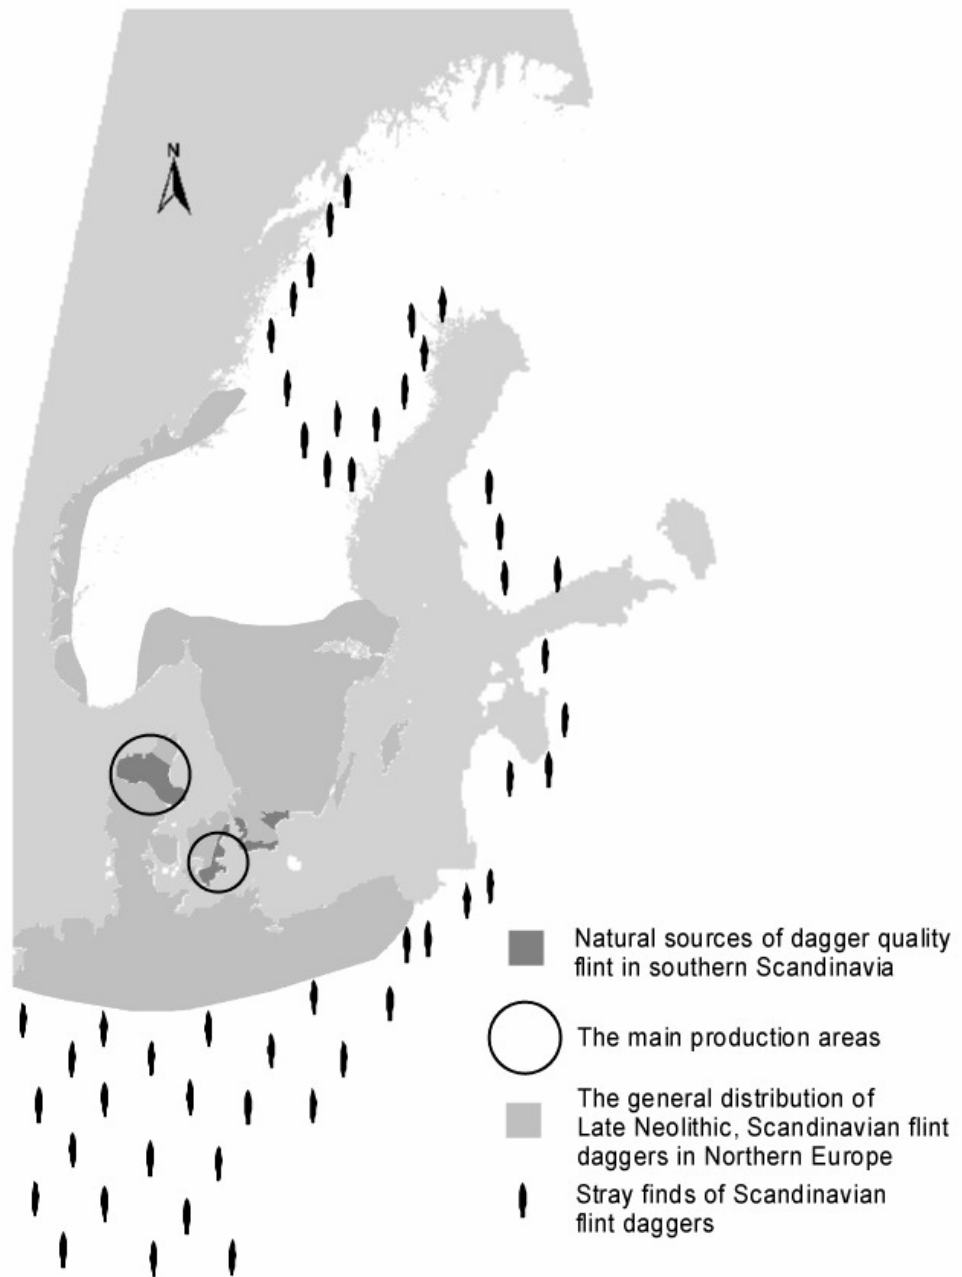 N
Natural sources of dagger quality
flint in southern Scandinavia
The main production areas
The general distribution of
Late Neolithic, Scandinavian flint
daggers in Northern Europe
Stray finds of Scandinavian
flint daggers